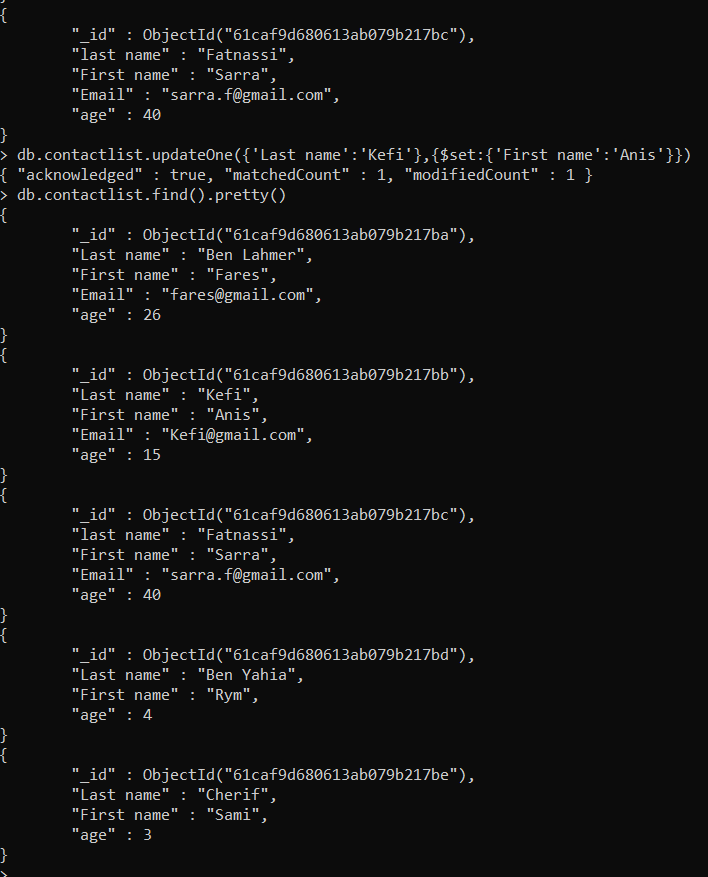 }
{
        "_id" : ObjectId("61caf9d680613ab079b217bc"),
        "last name" : "Fatnassi",
        "First name" : "Sarra",
        "Email" : "sarra.f@gmail.com",
        "age" : 40
}
> db.contactlist.updateOne({'Last name':'Kefi'},{$set:{'First name':'Anis'}})
{ "acknowledged" : true, "matchedCount" : 1, "modifiedCount" : 1 }
> db.contactlist.find().pretty()
{
        "_id" : ObjectId("61caf9d680613ab079b217ba"),
        "Last name" : "Ben Lahmer",
        "First name" : "Fares",
        "Email" : "fares@gmail.com",
        "age" : 26
}
{
        "_id" : ObjectId("61caf9d680613ab079b217bb"),
        "Last name" : "Kefi",
        "First name" : "Anis",
        "Email" : "Kefi@gmail.com",
        "age" : 15
}
{
        "_id" : ObjectId("61caf9d680613ab079b217bc"),
        "last name" : "Fatnassi",
        "First name" : "Sarra",
        "Email" : "sarra.f@gmail.com",
        "age" : 40
}
{
        "_id" : ObjectId("61caf9d680613ab079b217bd"),
        "Last name" : "Ben Yahia",
        "First name" : "Rym",
        "age" : 4
}
{
        "_id" : ObjectId("61caf9d680613ab079b217be"),
        "Last name" : "Cherif",
        "First name" : "Sami",
        "age" : 3
}
>